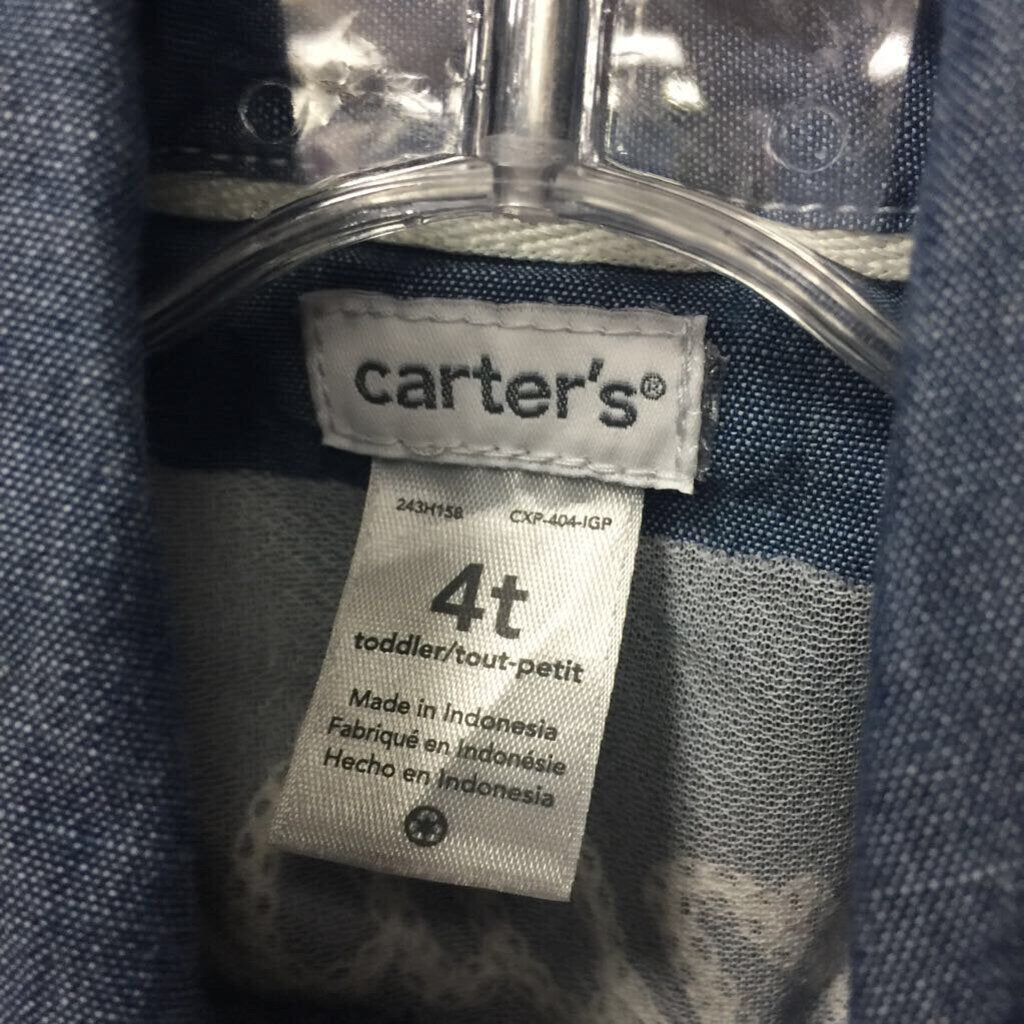 carter's®
243H158 CXP-404-IGP
4t
toddler/tout-petit
Made in Indonesia
Fabriqué en Indonésie
Hecho en Indonesia